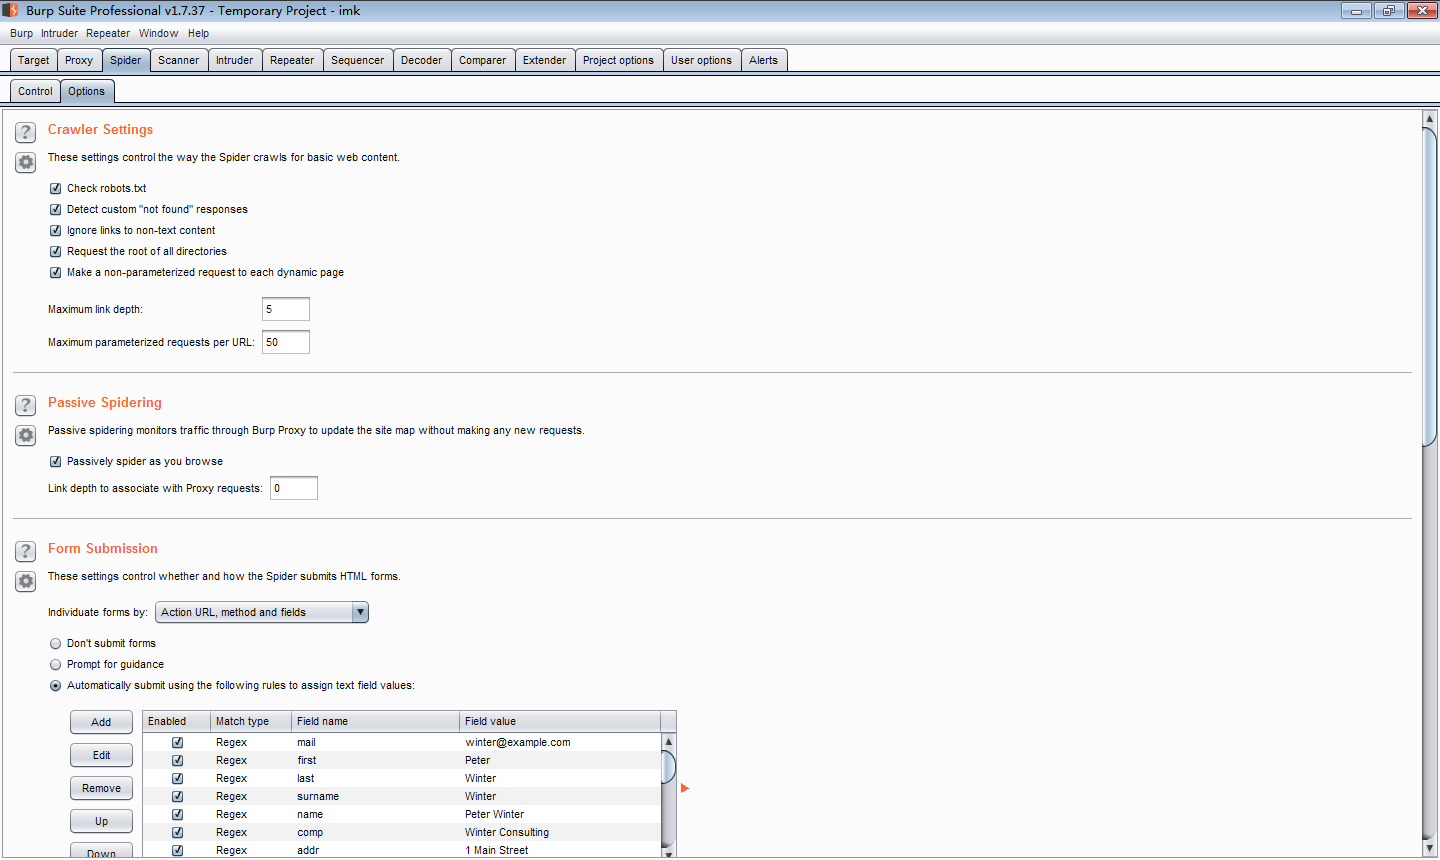 Burp Suite Professional v1.7.37 - Temporary Project - imk
Burp Intruder Repeater Window Help
Target Proxy Spider Scanner Intruder Repeater Sequencer Decoder Comparer Extender Project options User options Alerts
Control Options
? Crawler Settings
These settings control the way the Spider crawls for basic web content.
Check robots.txt
Detect custom "not found" responses
Ignore links to non-text content
Request the root of all directories
Make a non-parameterized request to each dynamic page
Maximum link depth: 5
Maximum parameterized requests per URL: 50
? Passive Spidering
Passive spidering monitors traffic through Burp Proxy to update the site map without making any new requests.
Passively spider as you browse
Link depth to associate with Proxy requests: 0
? Form Submission
These settings control whether and how the Spider submits HTML forms.
Individuate forms by: Action URL, method and fields
Don't submit forms
Prompt for guidance
Automatically submit using the following rules to assign text field values:
Add Enabled Match type Field name Field value
Regex mail winter@example.com
Edit Regex first Peter
Regex last Winter
Remove Regex surname Winter
Regex name Peter Winter
Up Regex comp Winter Consulting
Down Regex addr 1 Main Street